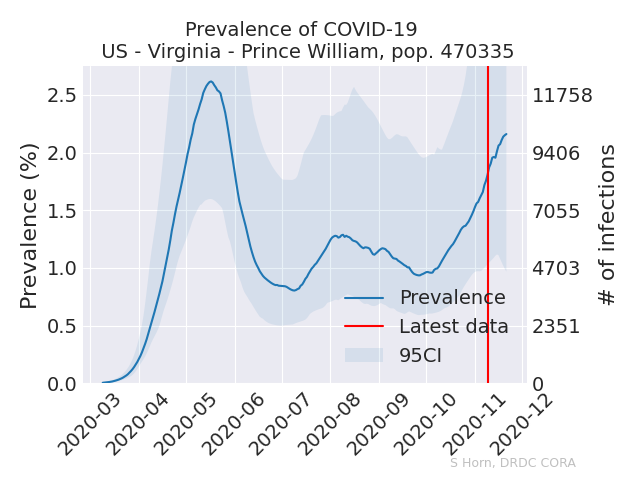 Prevalence of COVID-19
US - Virginia - Prince William, pop. 470335
Prevalence (%)
2.5
2.0
1.5
1.0
0.5
0.0
11758
9406
7055
4703
2351
0
# of infections
Prevalence
Latest data
95CI
2020-03
2020-04
2020-05
2020-06
2020-07
2020-08
2020-09
2020-10
2020-11
2020-12
S Horn, DRDC CORA